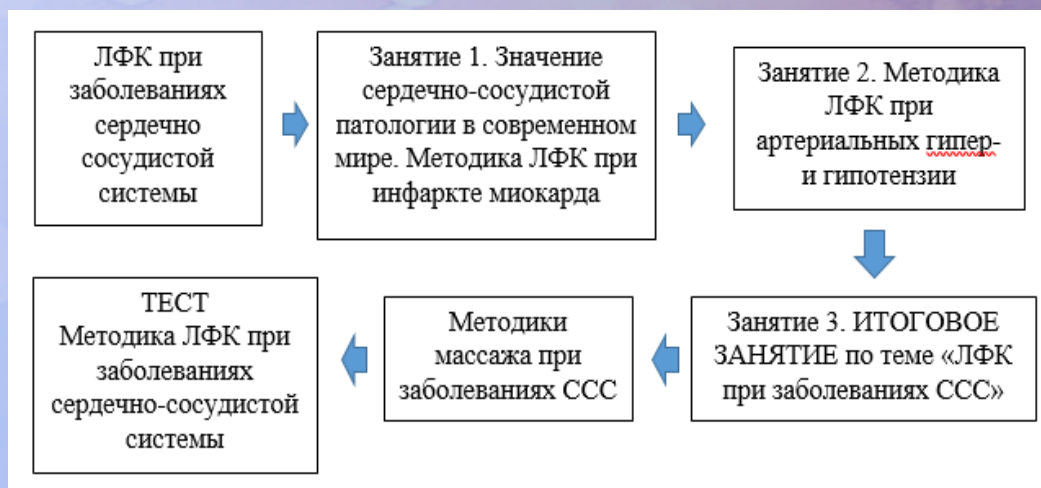 ЛФК при
заболеваниях
сердечно
сосудистой
системы
Занятие 1. Значение
сердечно-сосудистой
патологии в современном
мире. Методика ЛФК при
инфаркте миокарда
Занятие 2. Методика
ЛФК при
артериальных гипер-
и гипотензии
Занятие 3. ИТОГОВОЕ
ЗАНЯТИЕ по теме «ЛФК
при заболеваниях ССС»
Методики
массажа при
заболеваниях ССС
ТЕСТ
Методика ЛФК при
заболеваниях
сердечно-сосудистой
системы